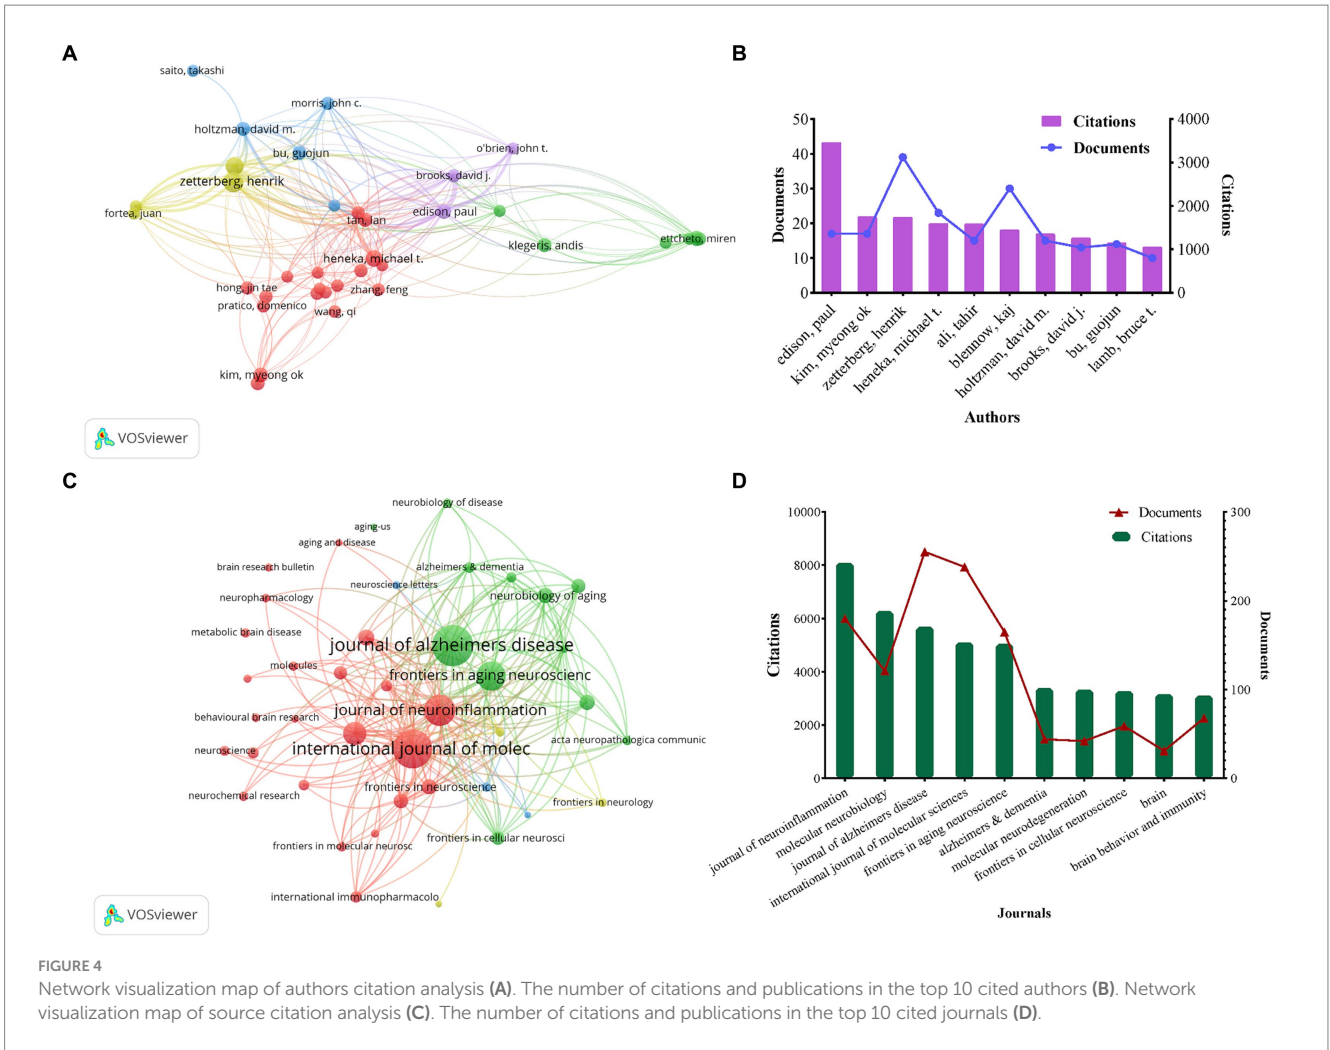 A
saito, takashi
morris, john c.
holtzman, david m.
bu, guojun
o'brien, john t.
zetterberg, henrik
brooks, david j.
fortea, juan
edison, paul
tan, lan
klegeris, andis
ettcheto, miren
heneka, michael t.
hong, jin tae
zhang, feng
pratico, domenico
wang, qi
kim, myeong ok
VOSviewer
B
Citations
Documents
50
40
30
20
10
0
Documents
4000
3000
2000
1000
0
Citations
edison, paul
kim, myeong ok
zetterberg, henrik
heneka, michael t.
ali, tahir
blennow, kaj
holtzman, david m.
brooks, david j.
bu, guojun
lamb, bruce t.
Authors
C
neurobiology of disease
aging-us
aging and disease
brain research bulletin
alzheimers & dementia
neuroscience letters
neuropharmacology
neurobiology of aging
metabolic brain disease
journal of alzheimers disease
molecules
frontiers in aging neuroscienc
journal of neuroinflammation
behavioural brain research
acta neuropathologica communic
neuroscience
international journal of molec
frontiers in neuroscience
neurochemical research
frontiers in neurology
frontiers in cellular neurosci
frontiers in molecular neurosc
international immunopharmacolo
VOSviewer
D
Documents
Citations
10000
8000
6000
4000
2000
0
Citations
300
200
100
0
Documents
journal of neuroinflammation
molecular neurobiology
journal of alzheimers disease
international journal of molecular sciences
frontiers in aging neuroscience
alzheimers & dementia
molecular neurodegeneration
frontiers in cellular neuroscience
brain
brain behavior and immunity
Journals
FIGURE 4
Network visualization map of authors citation analysis (A). The number of citations and publications in the top 10 cited authors (B). Network
visualization map of source citation analysis (C). The number of citations and publications in the top 10 cited journals (D).